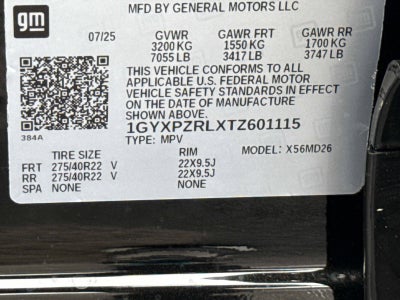 gm
MFD BY GENERAL MOTORS LLC
07/25 GVWR GAWR FRT GAWR RR
3200 KG 1550 KG 1700 KG
7055 LB 3417 LB 3747 LB
THIS VEHICLE CONFORMS TO ALL
APPLICABLE U.S. FEDERAL MOTOR
VEHICLE SAFETY STANDARDS IN EFFECT
ON THE DATE OF MANUFACTURE
SHOWN ABOVE.
1GYXPZRLXTZ601115
384A
TYPE: MPV MODEL: X56MD26
TIRE SIZE RIM
FRT 275/40R22 V 22X9.5J
RR 275/40R22 V 22X9.5J
SPA NONE NONE